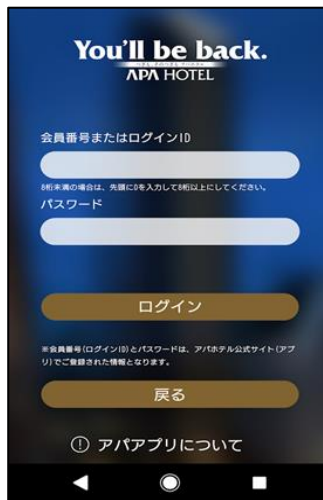 You'll be back.
APA HOTEL
会員番号またはログインID
8桁未満の場合は、先頭に0を入力して8桁以上にしてください。
パスワード
ログイン
※会員番号(ログインID)とパスワードは、アパホテル公式サイト(アプ
リ)でご登録された情報となります。
戻る
アパアプリについて